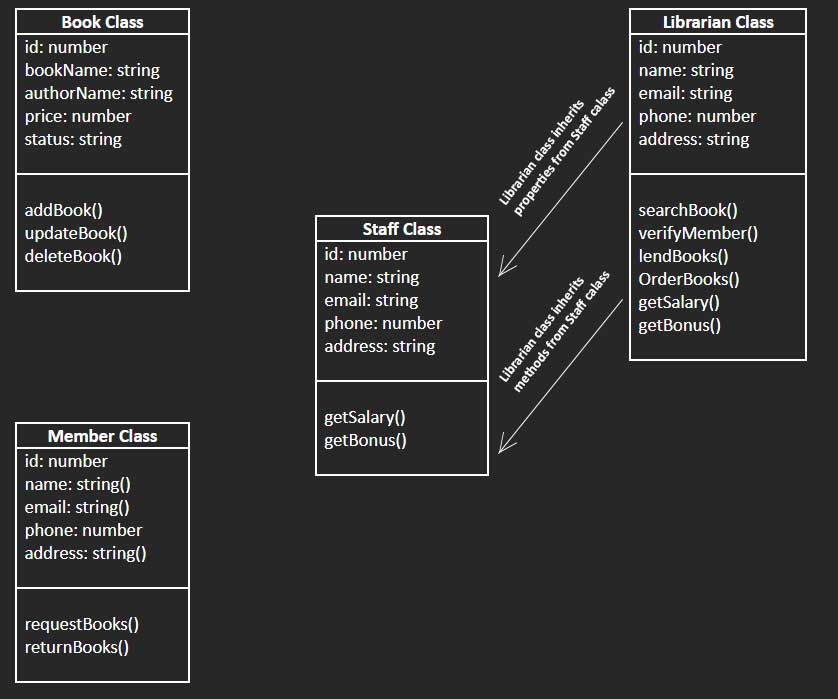 Book Class
id: number
bookName: string
authorName: string
price: number
status: string
addBook()
updateBook()
deleteBook()
Member Class
id: number
name: string()
email: string()
phone: number
address: string()
requestBooks()
returnBooks()
Staff Class
id: number
name: string
email: string
phone: number
address: string
getSalary()
getBonus()
Librarian class inherits
properties from Staff calass
Librarian class inherits
methods from Staff calass
Librarian Class
id: number
name: string
email: string
phone: number
address: string
searchBook()
verifyMember()
lendBooks()
OrderBooks()
getSalary()
getBonus()